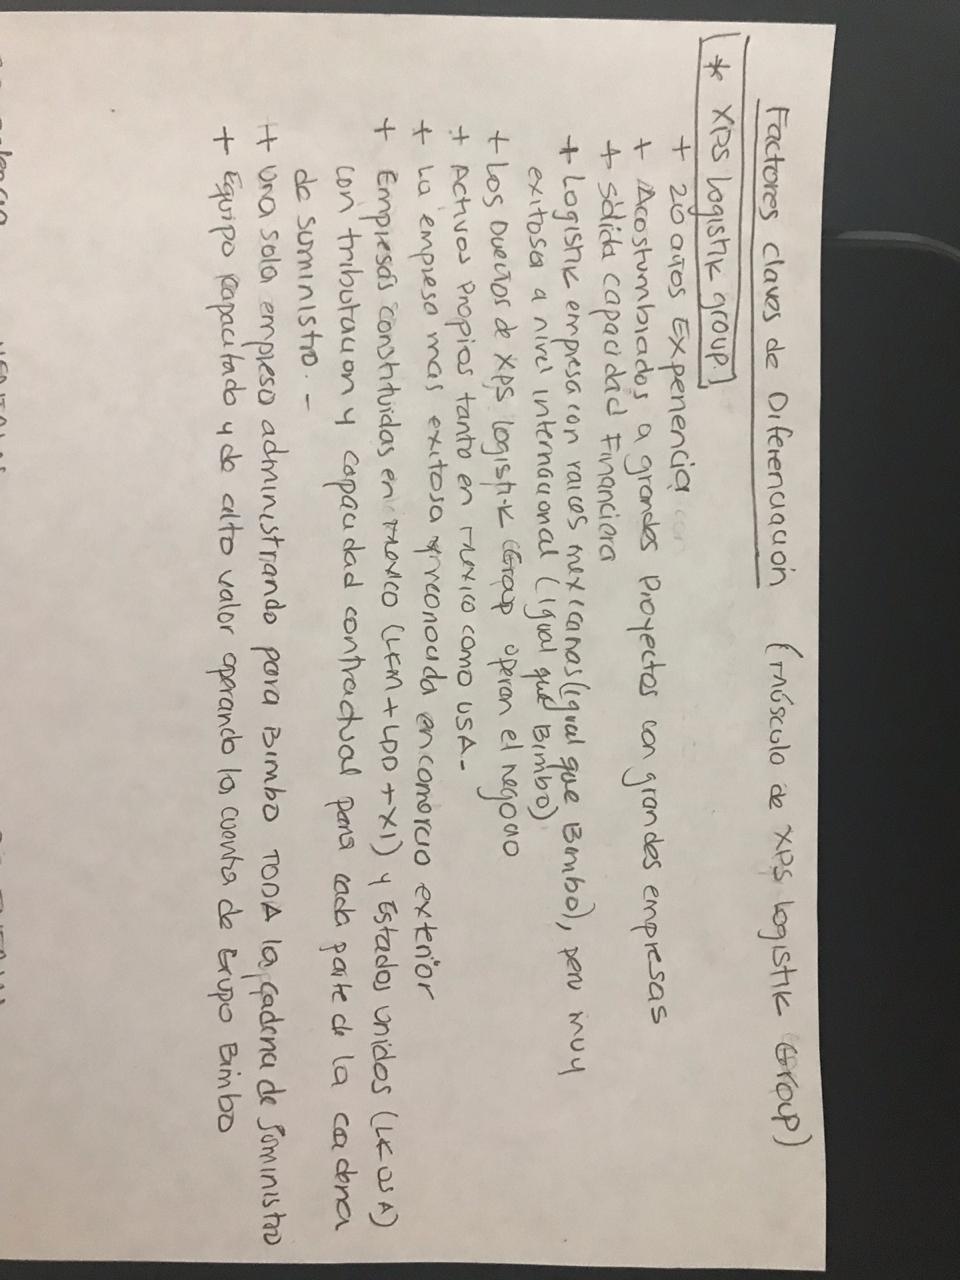 Factores claves de Diferenciación (músculo de XPS Logistik Group)
* XPS Logistik group.
+ 20 años Experiencia
+ Acostumbrados a grandes Proyectos con grandes empresas
+ sólida capacidad Financiera
+ Logistik empresa con raices mexicanas (igual que Bimbo), pero muy
exitosa a nivel internacional (Igual que Bimbo)
+ Los Dueños de XPS Logistik Group operan el negocio
+ Activos Propios tanto en Mexico como USA-
+ La empresa mas exitosa y reconocida en comercio exterior
+ Empresas constituidas en Mexico (LKM + LDD + XI) y Estados Unidos (LK USA)
con tributacion y capacidad contractual para cada parte de la cadena
de suministro. -
+ Una sola empresa administrando para Bimbo TODA la cadena de Suministro
+ Equipo capacitado y de alto valor operando la cuenta de Grupo Bimbo